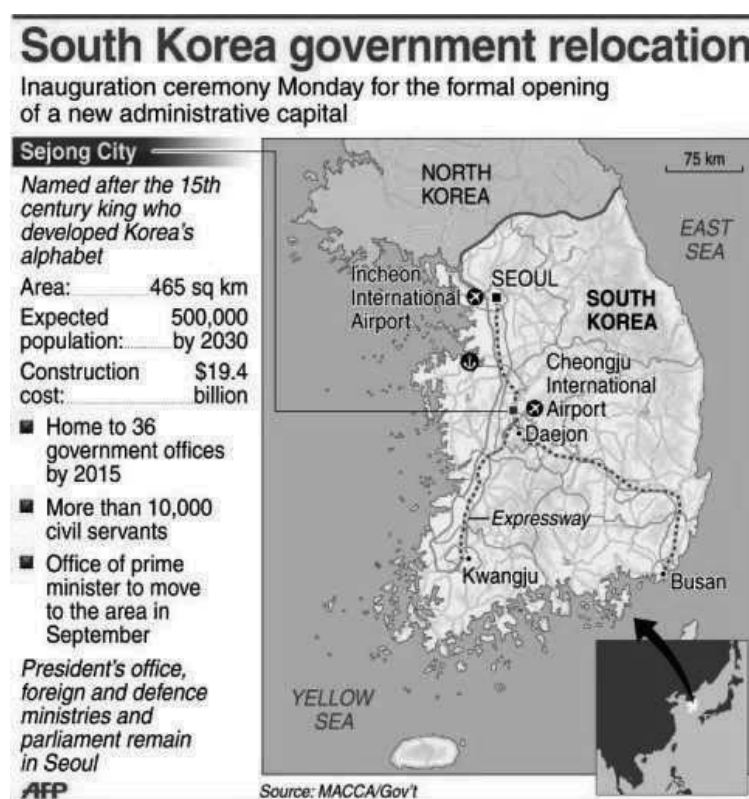 South Korea government relocation
Inauguration ceremony Monday for the formal opening
of a new administrative capital
Sejong City
Named after the 15th
century king who
developed Korea's
alphabet
Area: 465 sq km
Expected 500,000
population: by 2030
Construction $19.4
cost: billion
Home to 36
government offices
by 2015
More than 10,000
civil servants
Office of prime
minister to move
to the area in
September
President's office,
foreign and defence
ministries and
parliament remain
in Seoul
AFP
75 km
NORTH
KOREA
EAST
SEA
Incheon
International
Airport
SEOUL
SOUTH
KOREA
Cheongju
International
Airport
Daejon
Expressway
Kwangju
Busan
YELLOW
SEA
Source: MACCA/Gov't